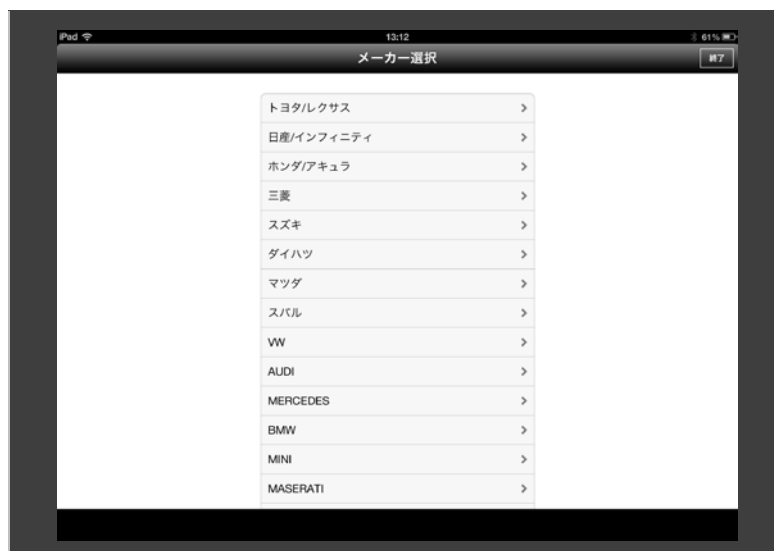 iPad 13:12 61%
メーカー選択 終了
トヨタ/レクサス
日産/インフィニティ
ホンダ/アキュラ
三菱
スズキ
ダイハツ
マツダ
スバル
VW
AUDI
MERCEDES
BMW
MINI
MASERATI